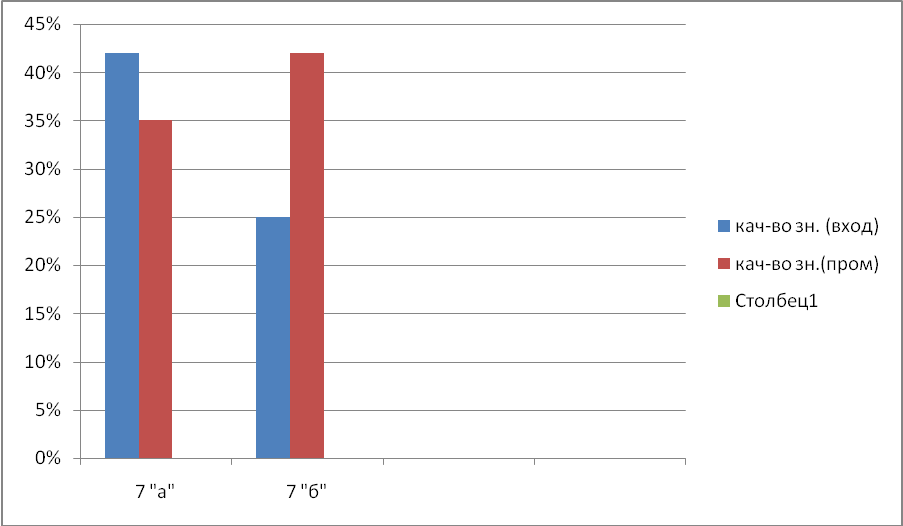 45%
40%
35%
30%
25%
20%
15%
10%
5%
0%
7 "а"
7 "б"
кач-во зн. (вход)
кач-во зн.(пром)
Столбец1